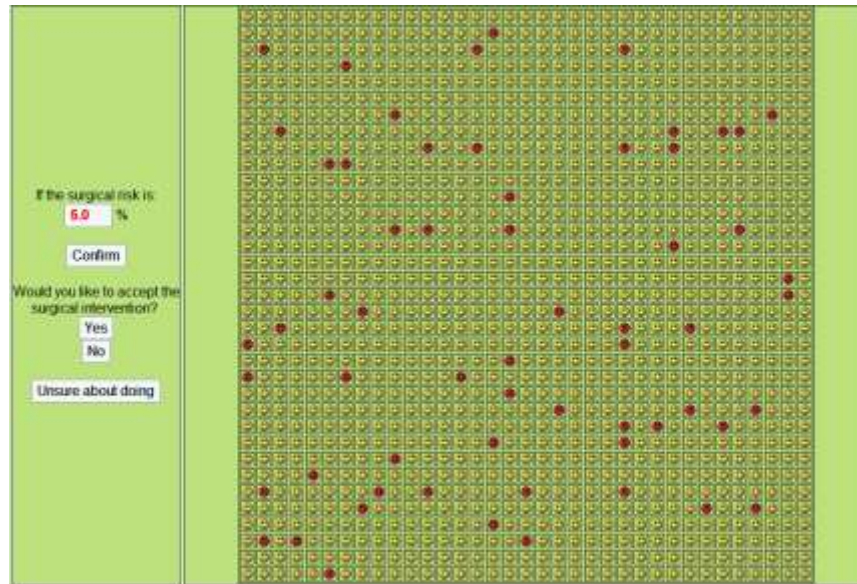 If the surgical risk is:
5.0 %
Confirm
Would you like to accept the
surgical intervention?
Yes
No
Unsure about doing